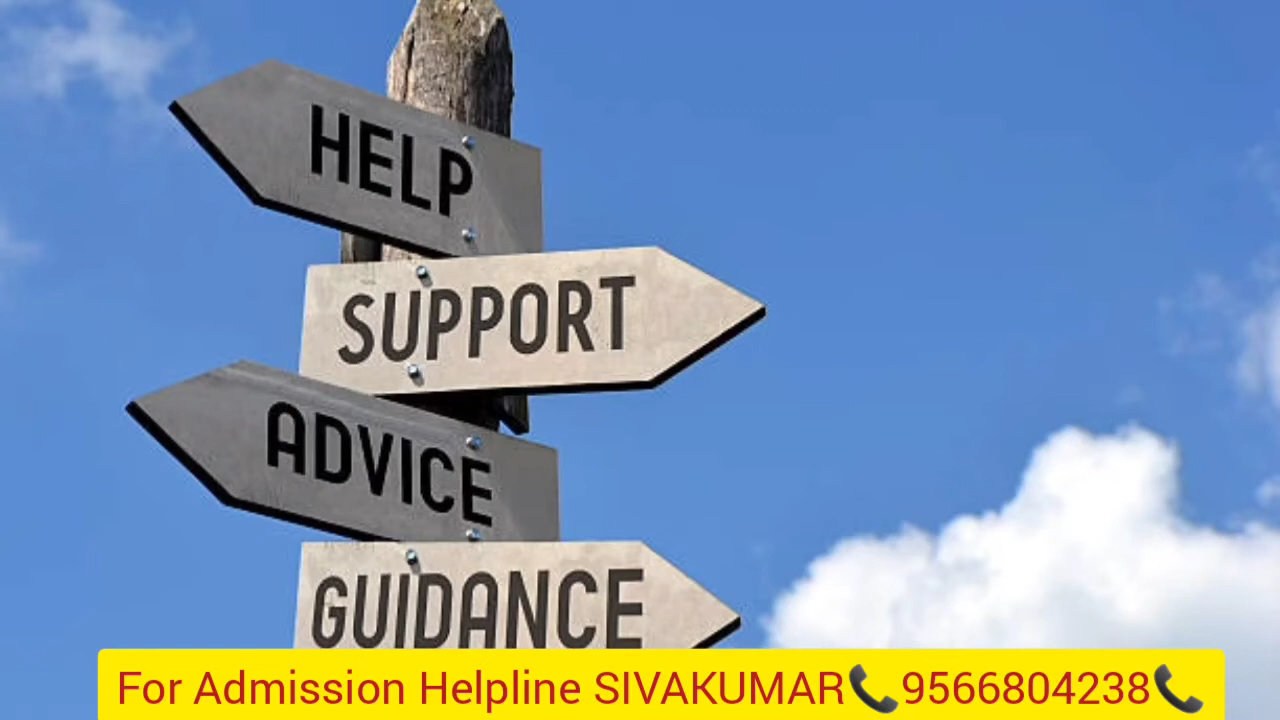 HELP
SUPPORT
ADVICE
GUIDANCE
For Admission Helpline SIVAKUMAR📞9566804238📞